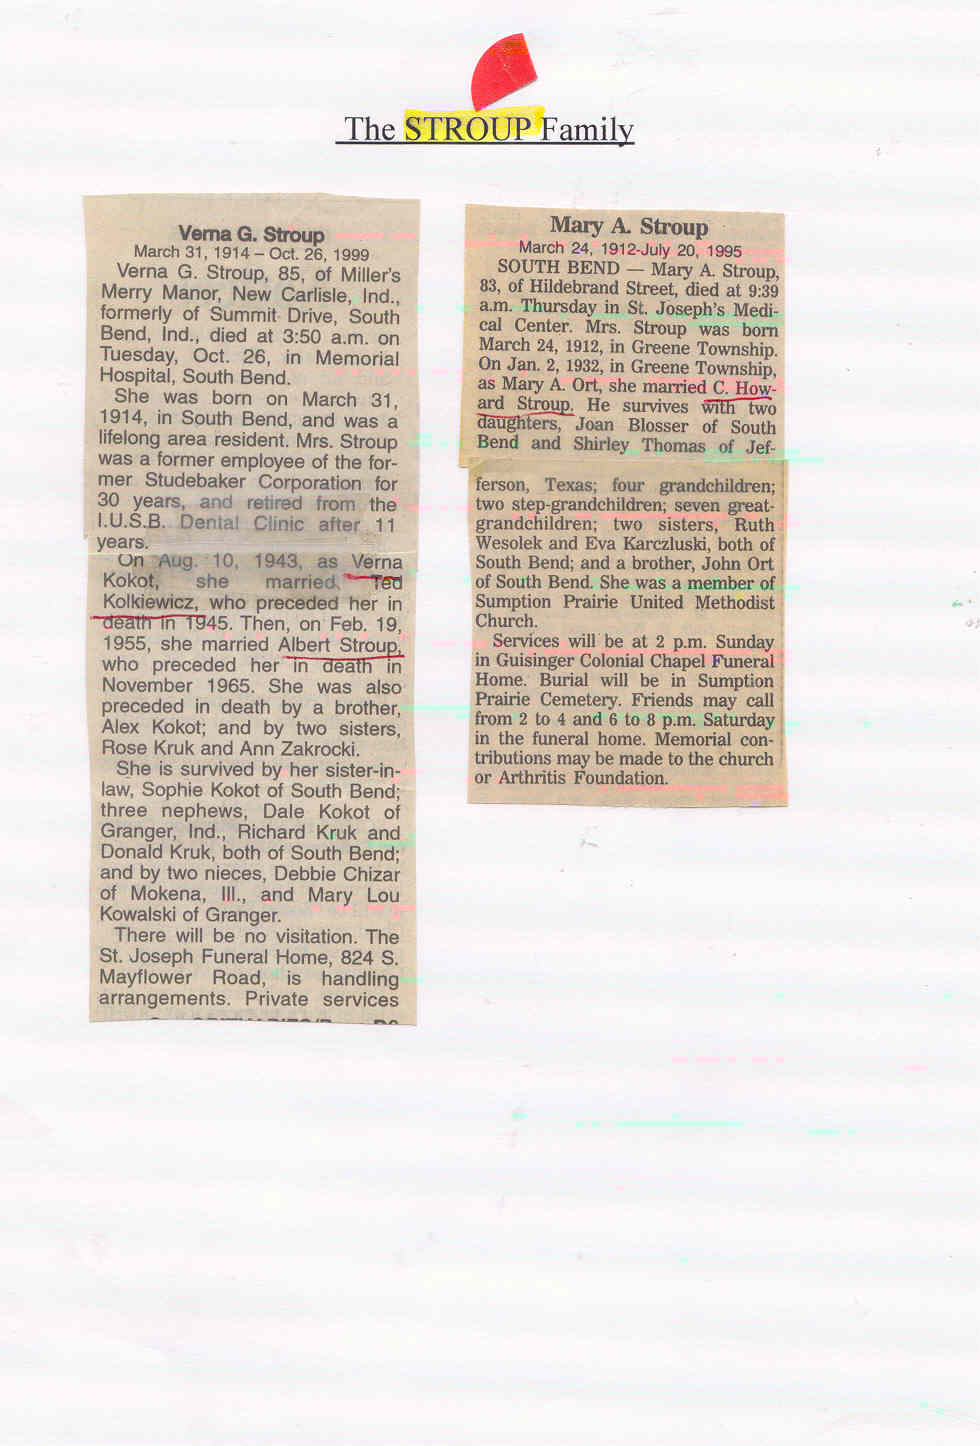 The STROUP Family
Verna G. Stroup
March 31, 1914 – Oct. 26, 1999
Verna G. Stroup, 85, of Miller's
Merry Manor, New Carlisle, Ind.,
formerly of Summit Drive, South
Bend, Ind., died at 3:50 a.m. on
Tuesday, Oct. 26, in Memorial
Hospital, South Bend.
She was born on March 31,
1914, in South Bend, and was a
lifelong area resident. Mrs. Stroup
was a former employee of the for-
mer Studebaker Corporation for
30 years, and retired from the
I.U.S.B. Dental Clinic after 11
years.
On Aug. 10, 1943, as Verna
Kokot, she married Ted
Kolkiewicz, who preceded her in
death in 1945. Then, on Feb. 19,
1955, she married Albert Stroup,
who preceded her in death in
November 1965. She was also
preceded in death by a brother,
Alex Kokot; and by two sisters,
Rose Kruk and Ann Zakrocki.
She is survived by her sister-in-
law, Sophie Kokot of South Bend;
three nephews, Dale Kokot of
Granger, Ind., Richard Kruk and
Donald Kruk, both of South Bend;
and by two nieces, Debbie Chizar
of Mokena, Ill., and Mary Lou
Kowalski of Granger.
There will be no visitation. The
St. Joseph Funeral Home, 824 S.
Mayflower Road, is handling
arrangements. Private services
Mary A. Stroup
March 24, 1912-July 20, 1995
SOUTH BEND — Mary A. Stroup,
83, of Hildebrand Street, died at 9:39
a.m. Thursday in St. Joseph's Medi-
cal Center. Mrs. Stroup was born
March 24, 1912, in Greene Township.
On Jan. 2, 1932, in Greene Township,
as Mary A. Ort, she married C. How-
ard Stroup. He survives with two
daughters, Joan Blosser of South
Bend and Shirley Thomas of Jef-
ferson, Texas; four grandchildren;
two step-grandchildren; seven great-
grandchildren; two sisters, Ruth
Wesolek and Eva Karczluski, both of
South Bend; and a brother, John Ort
of South Bend. She was a member of
Sumption Prairie United Methodist
Church.
Services will be at 2 p.m. Sunday
in Guisinger Colonial Chapel Funeral
Home. Burial will be in Sumption
Prairie Cemetery. Friends may call
from 2 to 4 and 6 to 8 p.m. Saturday
in the funeral home. Memorial con-
tributions may be made to the church
or Arthritis Foundation.